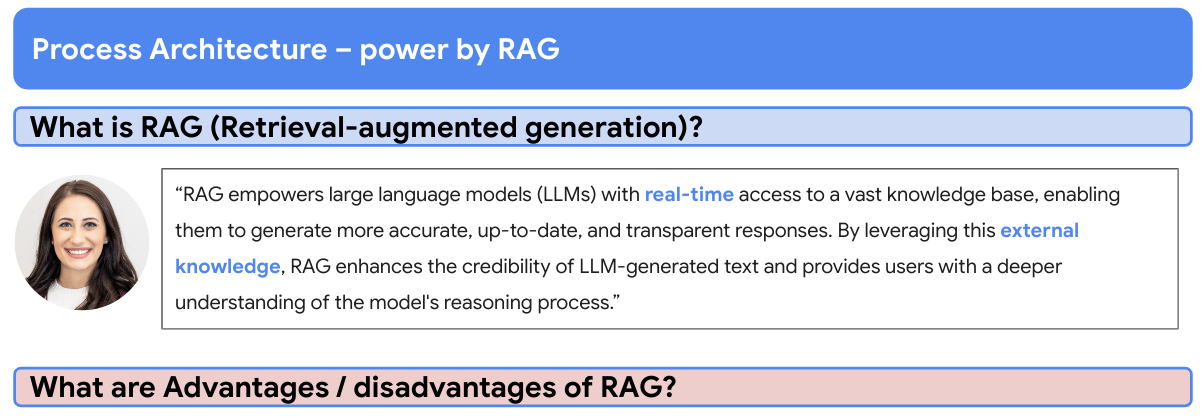 Process Architecture – power by RAG
What is RAG (Retrieval-augmented generation)?
“RAG empowers large language models (LLMs) with real-time access to a vast knowledge base, enabling
them to generate more accurate, up-to-date, and transparent responses. By leveraging this external
knowledge, RAG enhances the credibility of LLM-generated text and provides users with a deeper
understanding of the model's reasoning process.”
What are Advantages / disadvantages of RAG?